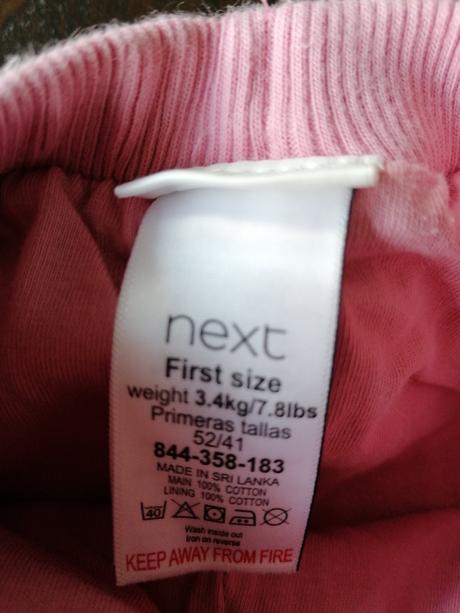 next
First size
weight 3.4kg/7.8lbs
Primeras tallas
52/41
844-358-183
MADE IN SRI LANKA
MAIN 100% COTTON
LINING 100% COTTON
40
Wash inside out
Iron on reverse
KEEP AWAY FROM FIRE